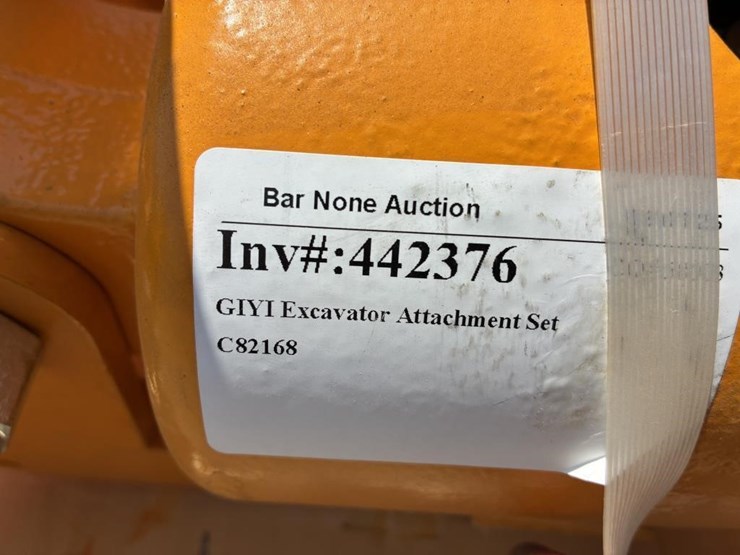 Bar None Auction
Inv#:442376
GIYI Excavator Attachment Set
C82168